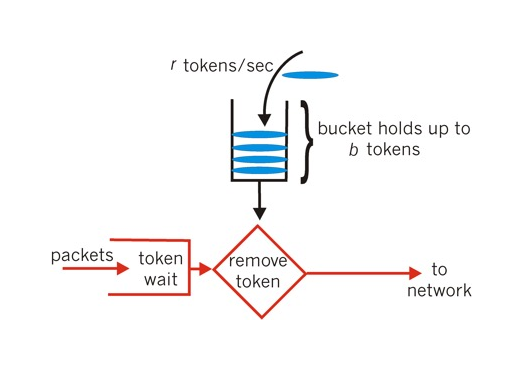 r tokens/sec
bucket holds up to
b tokens
packets
token
wait
remove
token
to
network